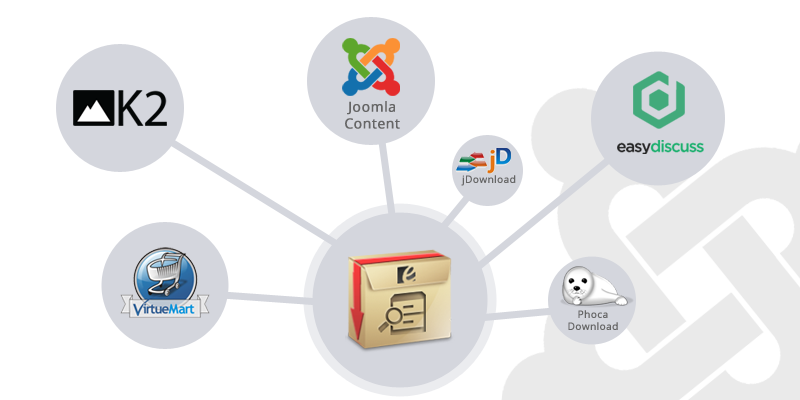 K2
Joomla
Content
easydiscuss
jD
jDownload
VirtueMart
e
Phoca
Download